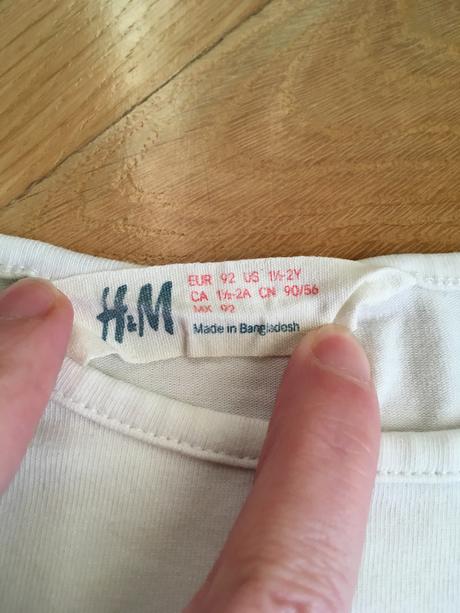 H&M
EUR 92 US 1½-2Y
CA 1½-2A CN 90/56
MX 92
Made in Bangladesh